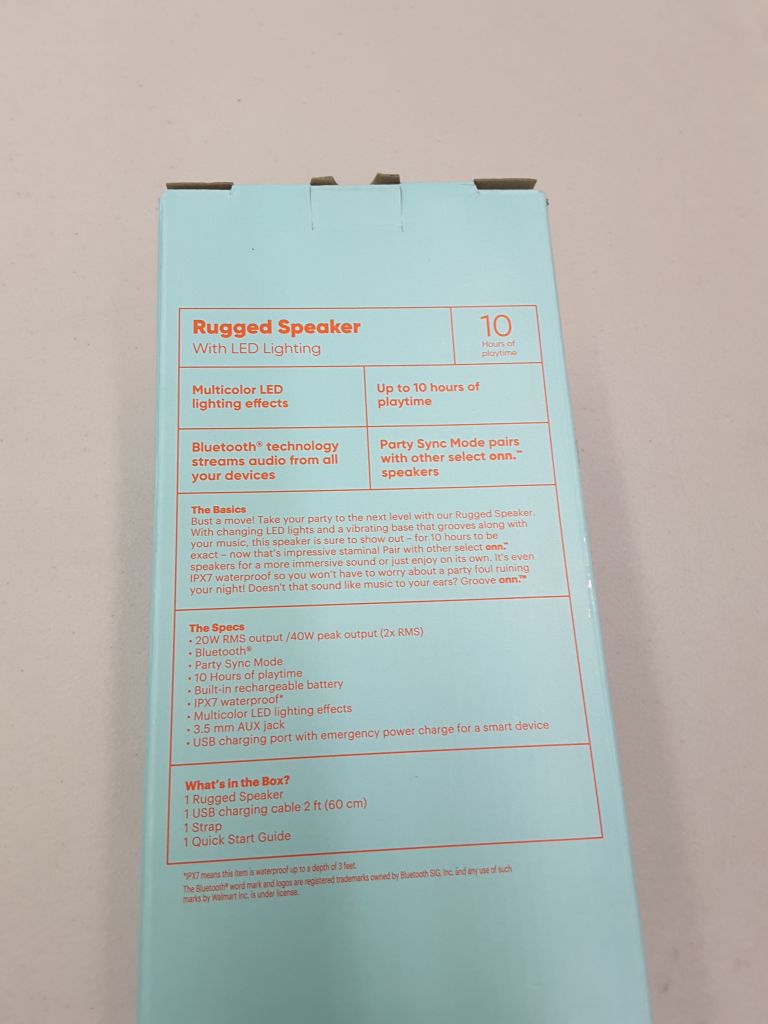 Rugged Speaker
With LED Lighting
10
Hours of
playtime
Multicolor LED
lighting effects
Up to 10 hours of
playtime
Bluetooth® technology
streams audio from all
your devices
Party Sync Mode pairs
with other select onn.™
speakers
The Basics
Bust a move! Take your party to the next level with our Rugged Speaker.
With changing LED lights and a vibrating base that grooves along with
your music, this speaker is sure to show out – for 10 hours to be
exact – now that's impressive stamina! Pair with other select onn.™
speakers for a more immersive sound or just enjoy on its own. It's even
IPX7 waterproof so you won't have to worry about a party foul ruining
your night! Doesn't that sound like music to your ears? Groove onn.™
The Specs
• 20W RMS output /40W peak output (2x RMS)
• Bluetooth®
• Party Sync Mode
• 10 Hours of playtime
• Built-in rechargeable battery
• IPX7 waterproof*
• Multicolor LED lighting effects
• 3.5 mm AUX jack
• USB charging port with emergency power charge for a smart device
What's in the Box?
1 Rugged Speaker
1 USB charging cable 2 ft (60 cm)
1 Strap
1 Quick Start Guide
*IPX7 means this item is waterproof up to a depth of 3 feet.
The Bluetooth® word mark and logos are registered trademarks owned by Bluetooth SIG, Inc. and any use of such
marks by Walmart Inc. is under license.